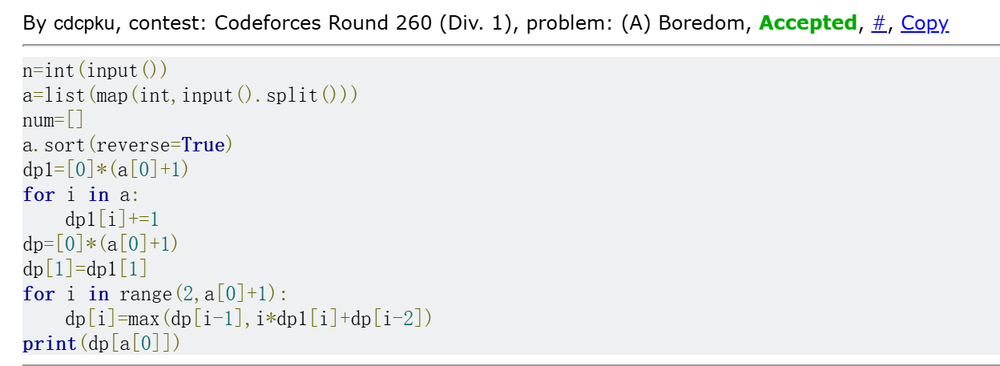 By cdcpku, contest: Codeforces Round 260 (Div. 1), problem: (A) Boredom, Accepted, #, Copy
n=int(input())
a=list(map(int,input().split()))
num=[]
a.sort(reverse=True)
dp1=[0]*(a[0]+1)
for i in a:
    dp1[i]+=1
dp=[0]*(a[0]+1)
dp[1]=dp1[1]
for i in range(2,a[0]+1):
    dp[i]=max(dp[i-1],i*dp1[i]+dp[i-2])
print(dp[a[0]])